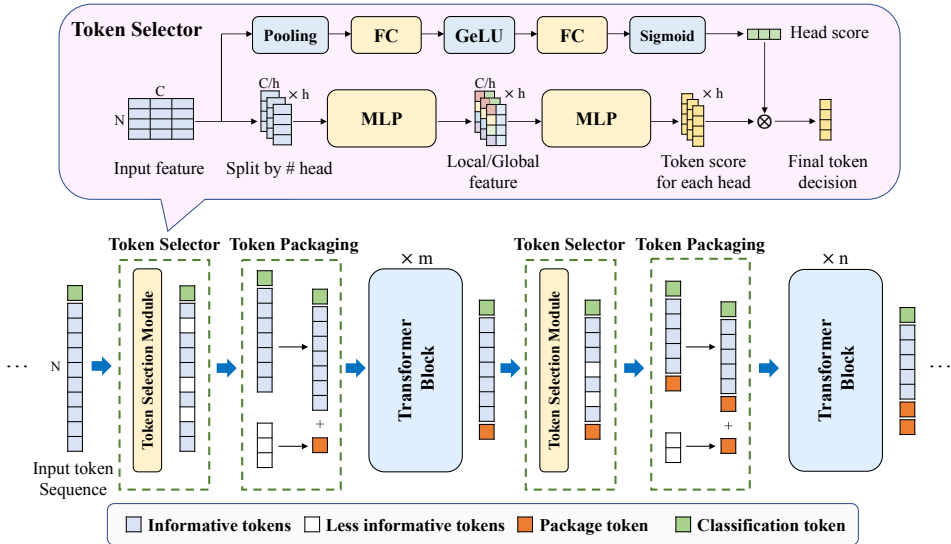 Token Selector
Pooling
FC
GeLU
FC
Sigmoid
Head score
C
N
C/h
× h
MLP
C/h
× h
MLP
× h
⊗
Input feature
Split by # head
Local/Global
feature
Token score
for each head
Final token
decision
Token Selector
Token Packaging
× m
Token Selector
Token Packaging
× n
...
N
Token Selection Module
+
Transformer
Block
Token Selection Module
+
Transformer
Block
...
Input token
Sequence
Informative tokens
Less informative tokens
Package token
Classification token